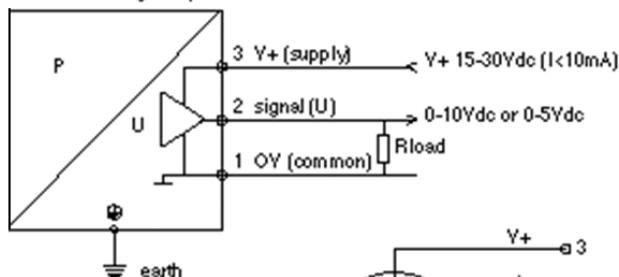 P
3 V+ (supply)
V+ 15-30Vdc (I<10mA)
U
2 signal (U)
0-10Vdc or 0-5Vdc
Rload
1 0V (common)
earth
V+
3